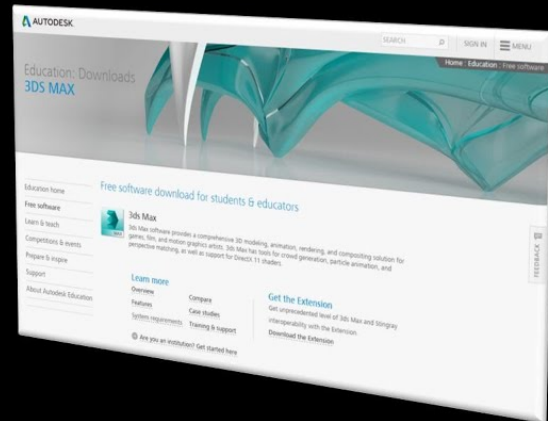 AUTODESK
SEARCH
SIGN IN
MENU
Home : Education : Free software
Education: Downloads
3DS MAX
Education home
Free software
Learn & teach
Competitions & events
Prepare & inspire
Support
About Autodesk Education
Free software download for students & educators
3ds Max
3ds Max software provides a comprehensive 3D modeling, animation, rendering, and compositing solution for
games, film, and motion graphics artists. 3ds Max has tools for crowd generation, particle animation, and
perspective matching, as well as support for DirectX 11 shaders.
Learn more
Overview
Features
System requirements
Compare
Case studies
Training & support
Are you an institution? Get started here
Get the Extension
Get unprecedented level of 3ds Max and Stingray
interoperability with the Extension.
Download the Extension
FEEDBACK